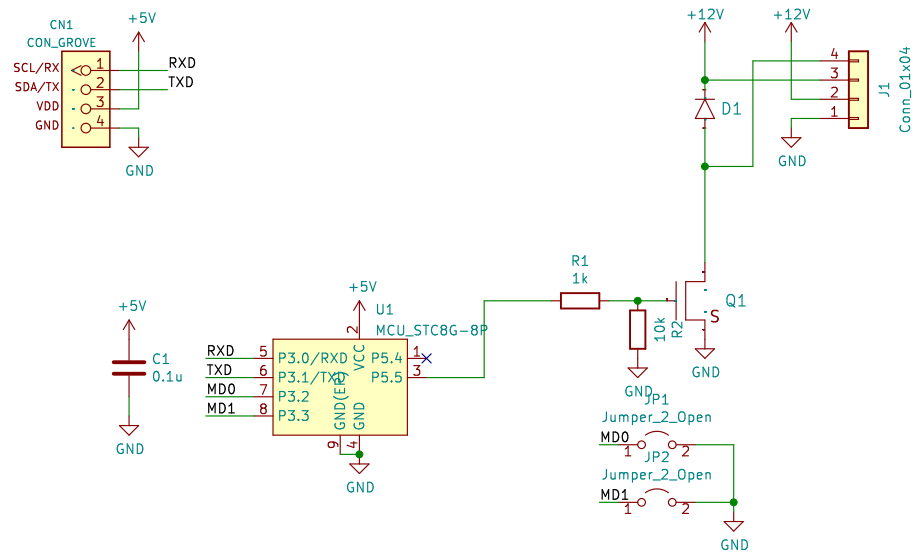 CN1
CON_GROVE
+5V
SCL/RX
1
RXD
SDA/TX
2
TXD
VDD
3
GND
4
GND
+12V
+12V
4
3
2
1
J1
Conn_01x04
D1
GND
R1
1k
Q1
S
10k
R2
GND
GND
+5V
C1
0.1u
GND
+5V
U1
MCU_STC8G-8P
2
VCC
RXD
5
P3.0/RXD
P5.4
1
TXD
6
P3.1/TXD
P5.5
3
MD0
7
P3.2
MD1
8
P3.3
GND(EP)
GND
9
4
GND
JP1
Jumper_2_Open
MD0
1
2
JP2
Jumper_2_Open
MD1
1
2
GND